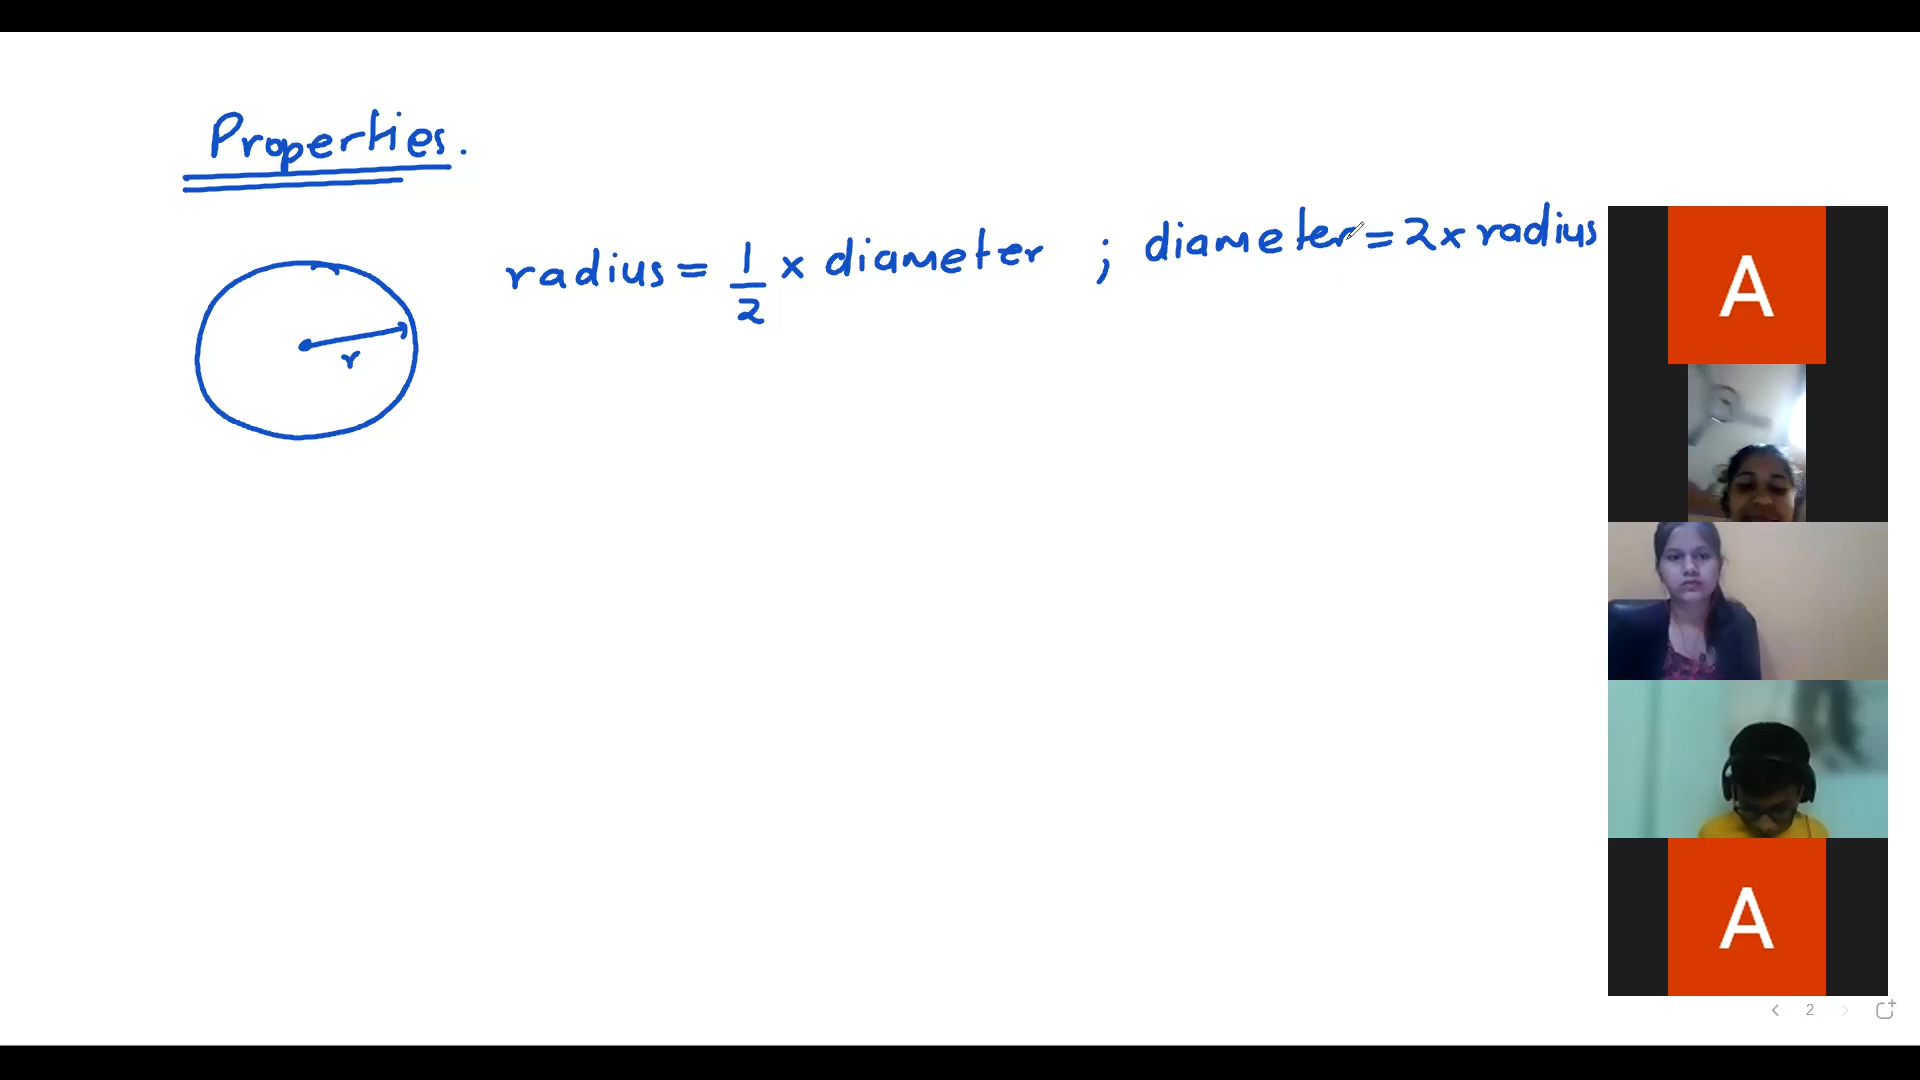 Properties.
radius = 1/2 x diameter ; diameter = 2 x radius
r
A
A
2